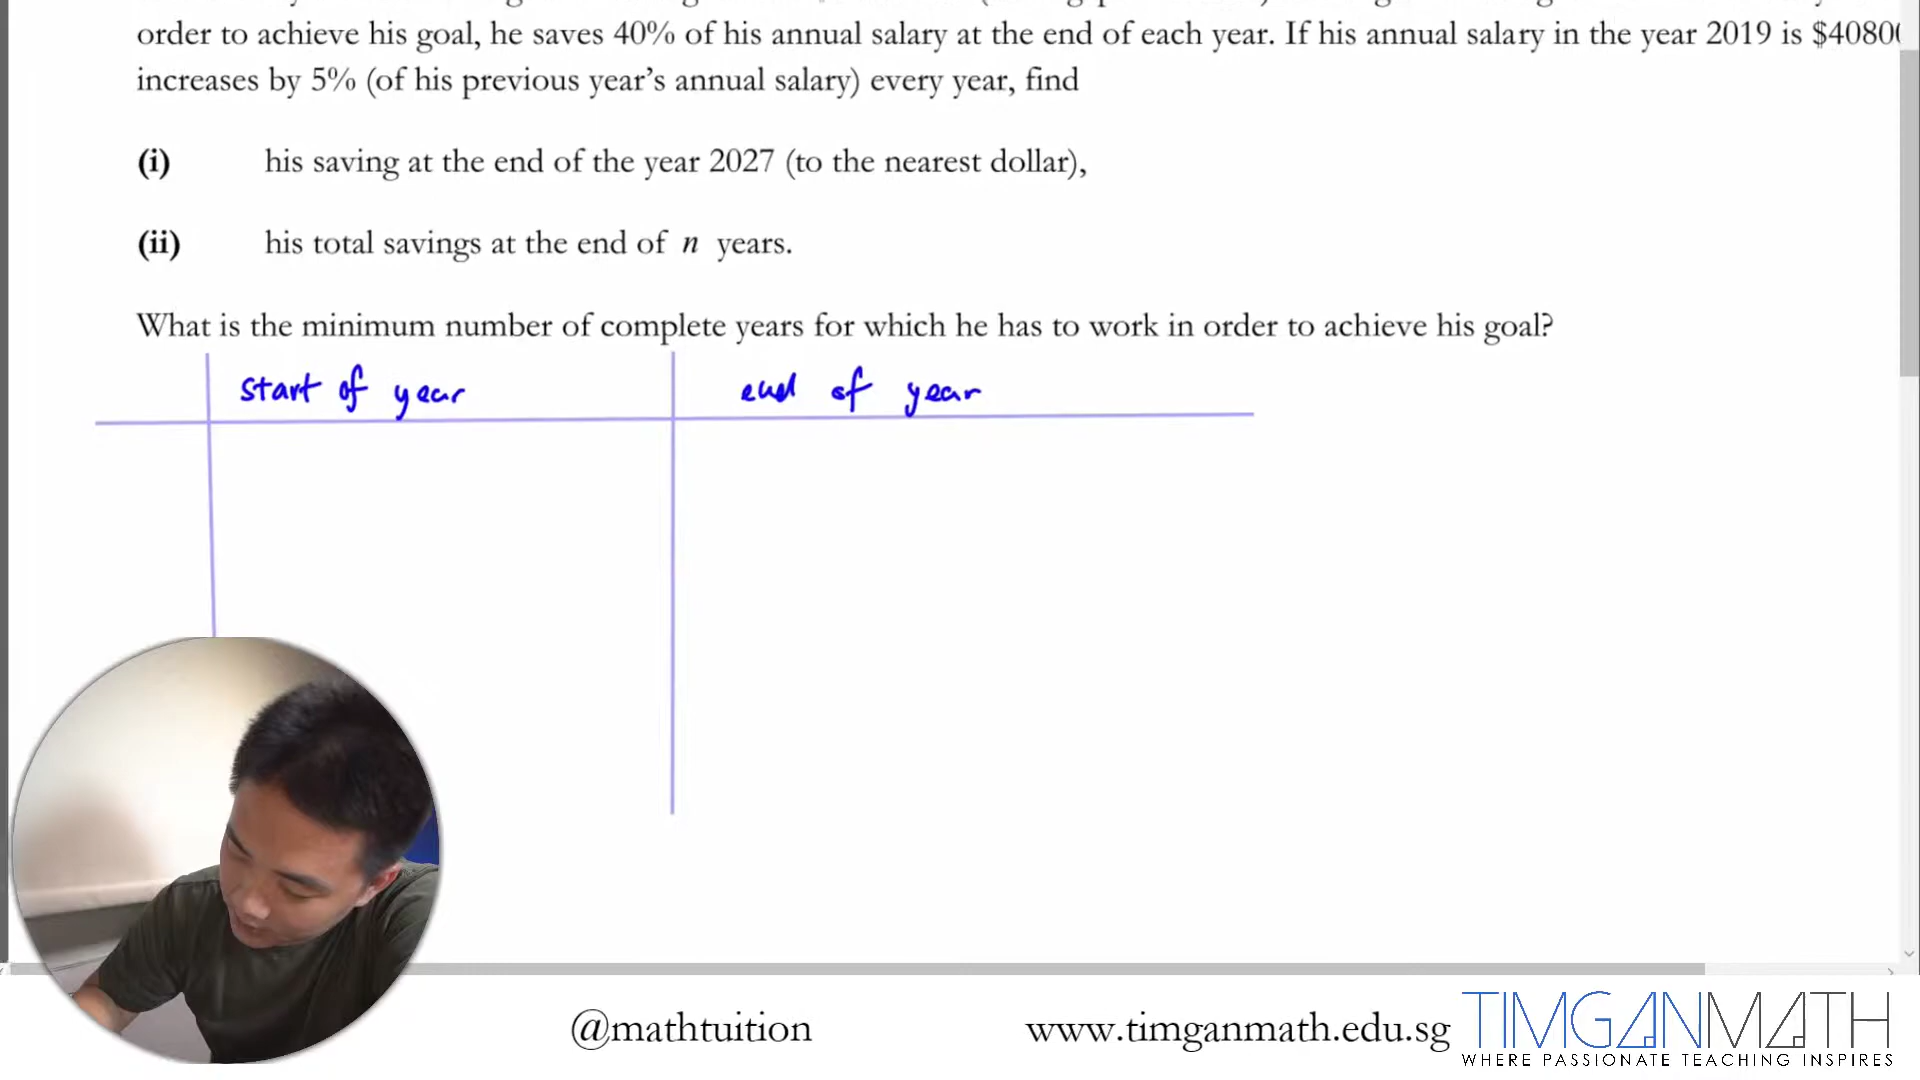 order to achieve his goal, he saves 40% of his annual salary at the end of each year. If his annual salary in the year 2019 is $4080
increases by 5% (of his previous year’s annual salary) every year, find
(i) his saving at the end of the year 2027 (to the nearest dollar),
(ii) his total savings at the end of n years.
What is the minimum number of complete years for which he has to work in order to achieve his goal?
start of year end of year
@mathtuition www.timganmath.edu.sg TIMGANMATH
WHERE PASSIONATE TEACHING INSPIRES